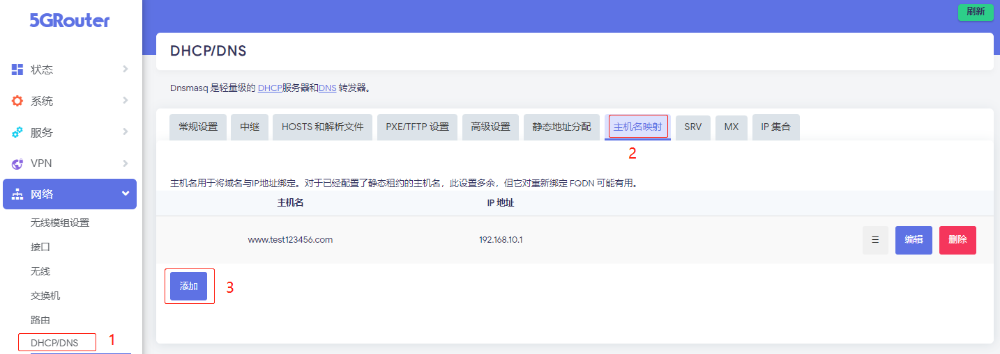 5GRouter
刷新
状态
系统
服务
VPN
网络
无线模组设置
接口
无线
交换机
路由
DHCP/DNS
1
DHCP/DNS
Dnsmasq 是轻量级的 DHCP服务器和DNS 转发器。
常规设置 中继 HOSTS 和解析文件 PXE/TFTP 设置 高级设置 静态地址分配 主机名映射 SRV MX IP 集合
2
主机名用于将域名与IP地址绑定。对于已经配置了静态租约的主机名，此设置多余，但它对重新绑定 FQDN 可能有用。
主机名 IP 地址
www.test123456.com 192.168.10.1 ☰ 编辑 删除
添加 3